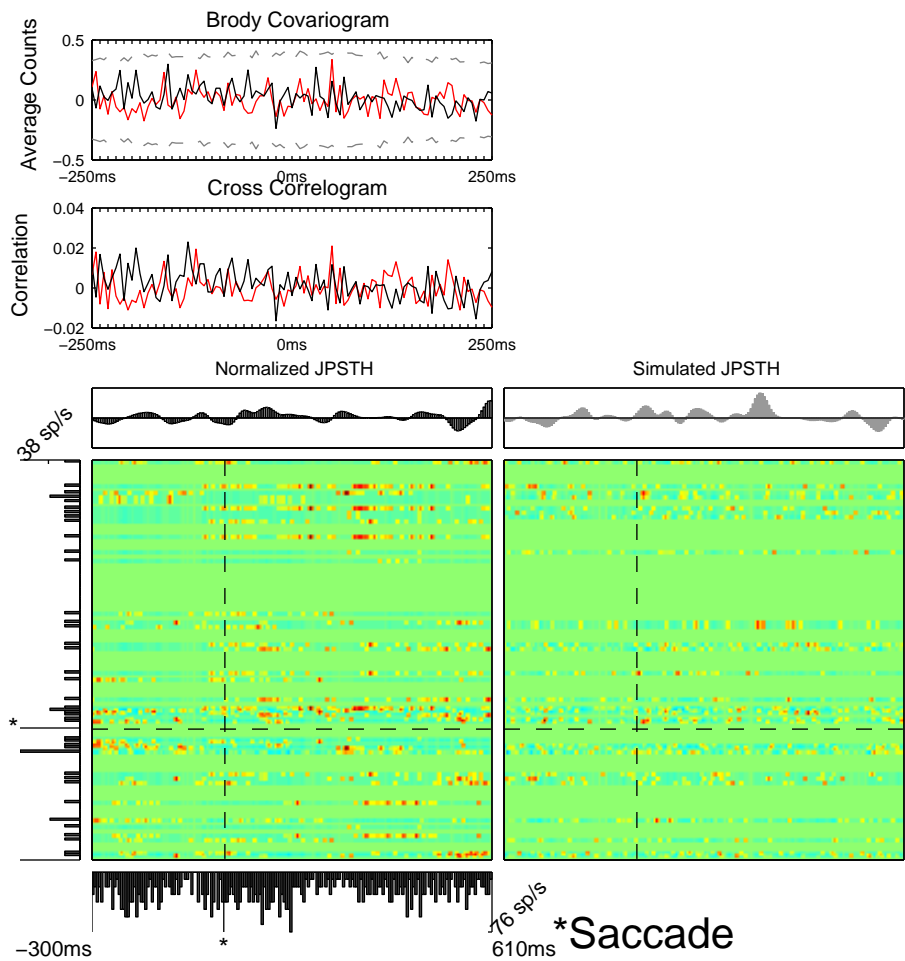 Brody Covariogram
0.5
0
−0.5
Average Counts
−250ms 0ms 250ms
Cross Correlogram
0.04
0.02
0
−0.02
Correlation
−250ms 0ms 250ms
Normalized JPSTH Simulated JPSTH
38 sp/s
*
76 sp/s
*
−300ms 610ms
*Saccade